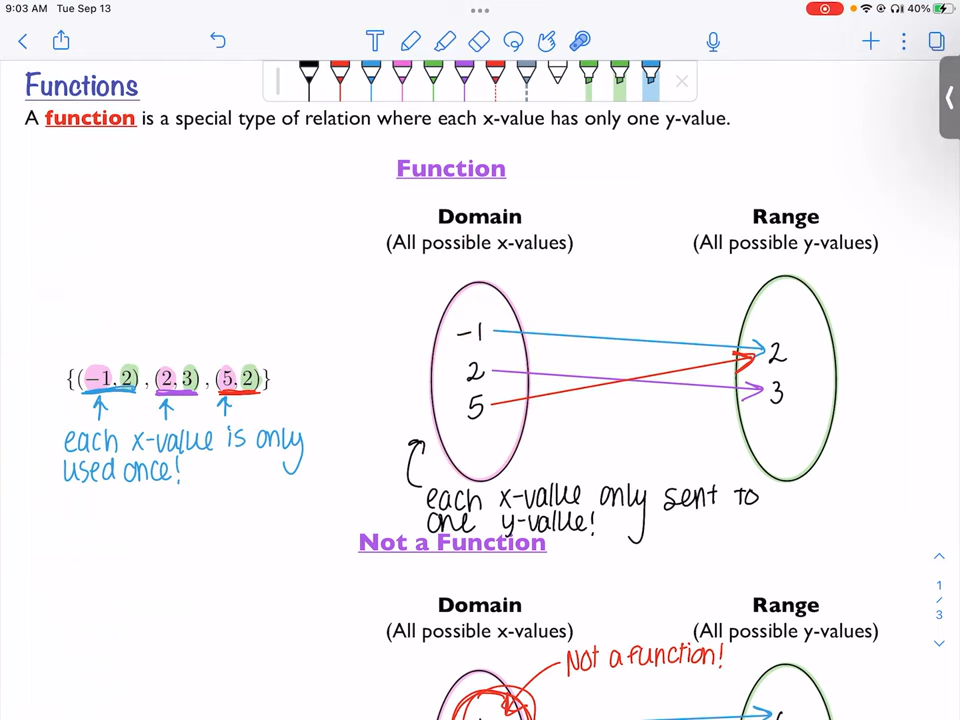 9:03 AM Tue Sep 13
40%
Functions
A function is a special type of relation where each x-value has only one y-value.
Function
Domain
Range
(All possible x-values)
(All possible y-values)
-1
2
2
3
5
{(−1, 2) , (2, 3) , (5, 2)}
each x-value is only
used once!
each x-value only sent to
one y-value!
Not a Function
Domain
Range
(All possible x-values)
(All possible y-values)
Not a function!
1
/
3